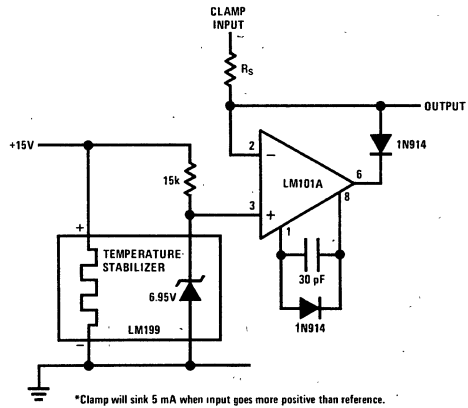 CLAMP
INPUT
RS
OUTPUT
+15V
1N914
2
−
LM101A
6
15k
8
3
+
1
+
TEMPERATURE
STABILIZER
30 pF
6.95V
1N914
−
LM199
*Clamp will sink 5 mA when input goes more positive than reference.